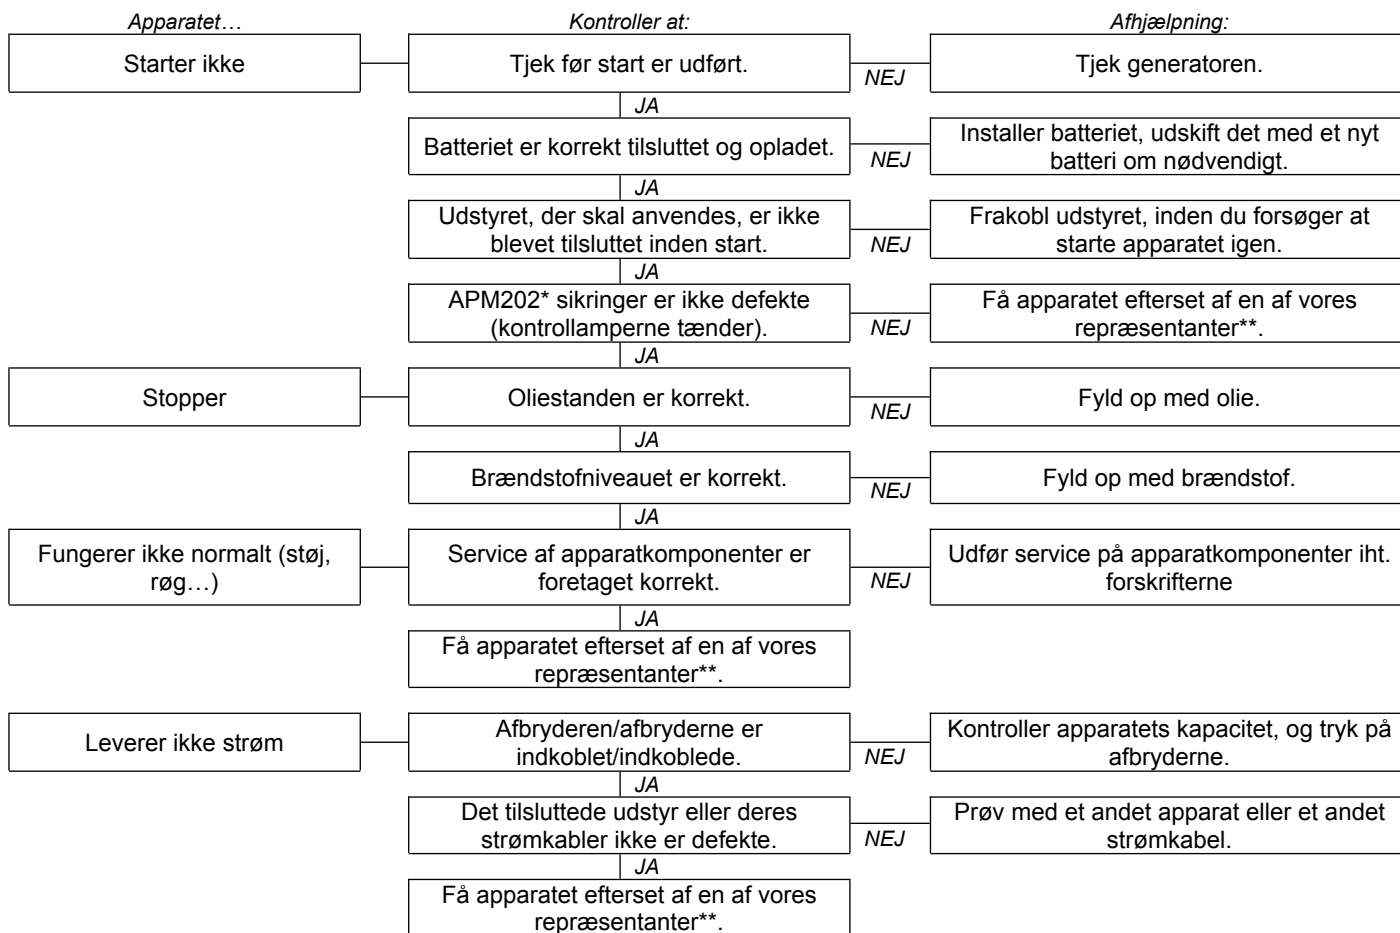 Apparatet…
Kontroller at:
Afhjælpning:
Starter ikke
Tjek før start er udført.
NEJ
Tjek generatoren.
JA
Batteriet er korrekt tilsluttet og opladet.
NEJ
Installer batteriet, udskift det med et nyt
batteri om nødvendigt.
JA
Udstyret, der skal anvendes, er ikke
blevet tilsluttet inden start.
NEJ
Frakobl udstyret, inden du forsøger at
starte apparatet igen.
JA
APM202* sikringer er ikke defekte
(kontrollamperne tænder).
NEJ
Få apparatet efterset af en af vores
repræsentanter**.
JA
Stopper
Oliestanden er korrekt.
NEJ
Fyld op med olie.
JA
Brændstofniveauet er korrekt.
NEJ
Fyld op med brændstof.
JA
Fungerer ikke normalt (støj,
røg…)
Service af apparatkomponenter er
foretaget korrekt.
NEJ
Udfør service på apparatkomponenter iht.
forskrifterne
JA
Få apparatet efterset af en af vores
repræsentanter**.
Leverer ikke strøm
Afbryderen/afbryderne er
indkoblet/indkoblede.
NEJ
Kontroller apparatets kapacitet, og tryk på
afbryderne.
JA
Det tilsluttede udstyr eller deres
strømkabler ikke er defekte.
NEJ
Prøv med et andet apparat eller et andet
strømkabel.
JA
Få apparatet efterset af en af vores
repræsentanter**.